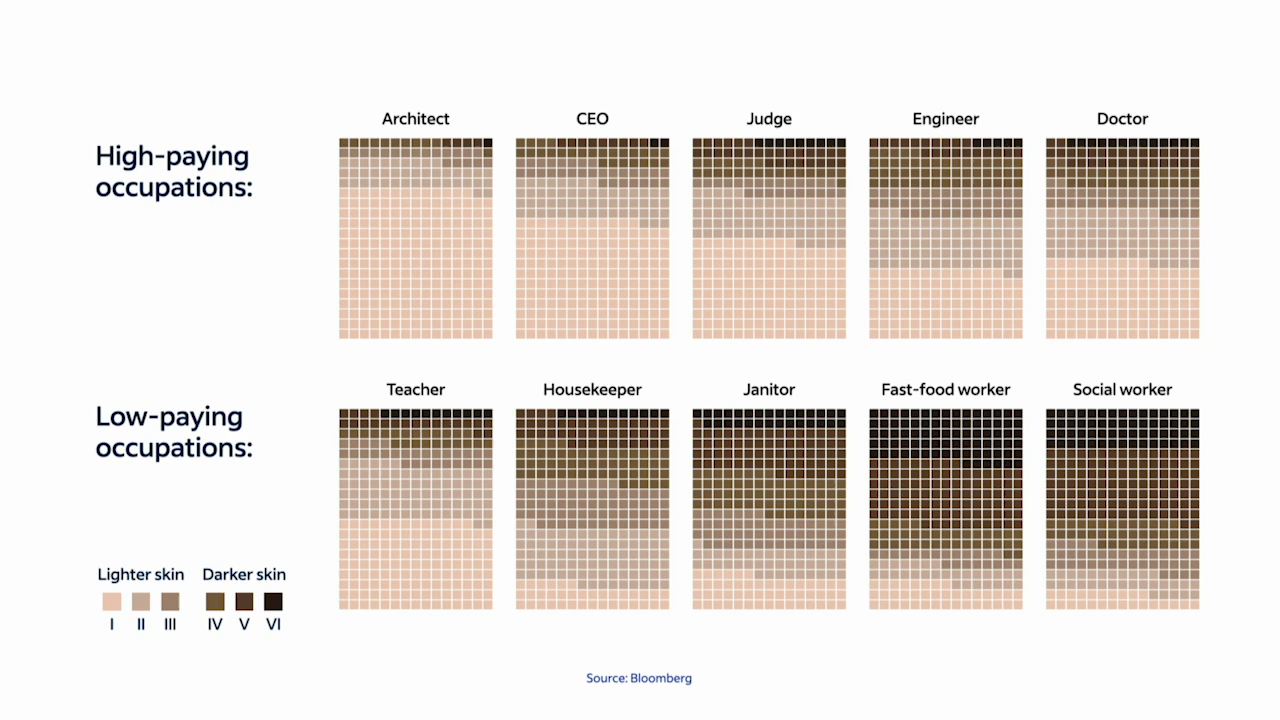 Architect CEO Judge Engineer Doctor
High-paying
occupations:
Teacher Housekeeper Janitor Fast-food worker Social worker
Low-paying
occupations:
Lighter skin Darker skin
I II III IV V VI
Source: Bloomberg